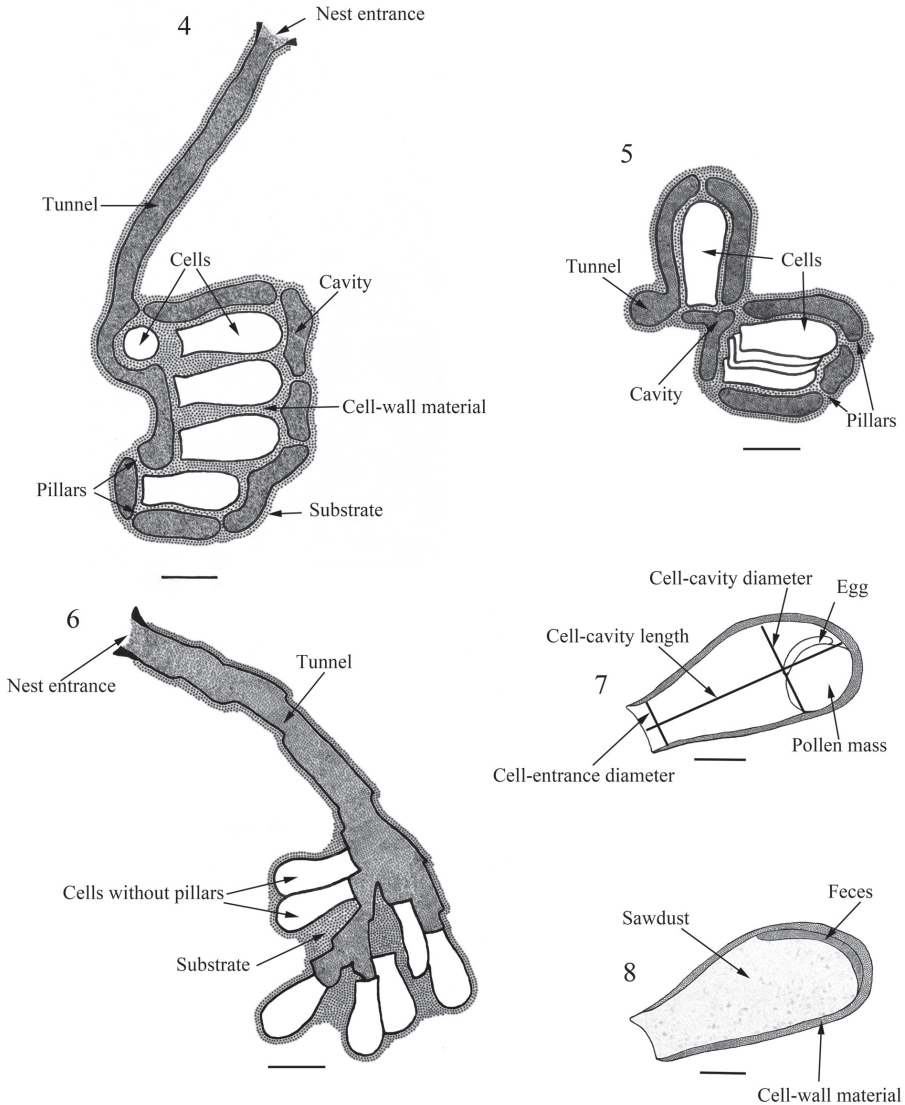 4
Nest entrance
Tunnel
Cells
Cavity
Cell-wall material
Pillars
Substrate
5
Tunnel
Cells
Cavity
Pillars
6
Nest entrance
Tunnel
Cells without pillars
Substrate
7
Cell-cavity diameter
Egg
Cell-cavity length
Pollen mass
Cell-entrance diameter
8
Feces
Sawdust
Cell-wall material